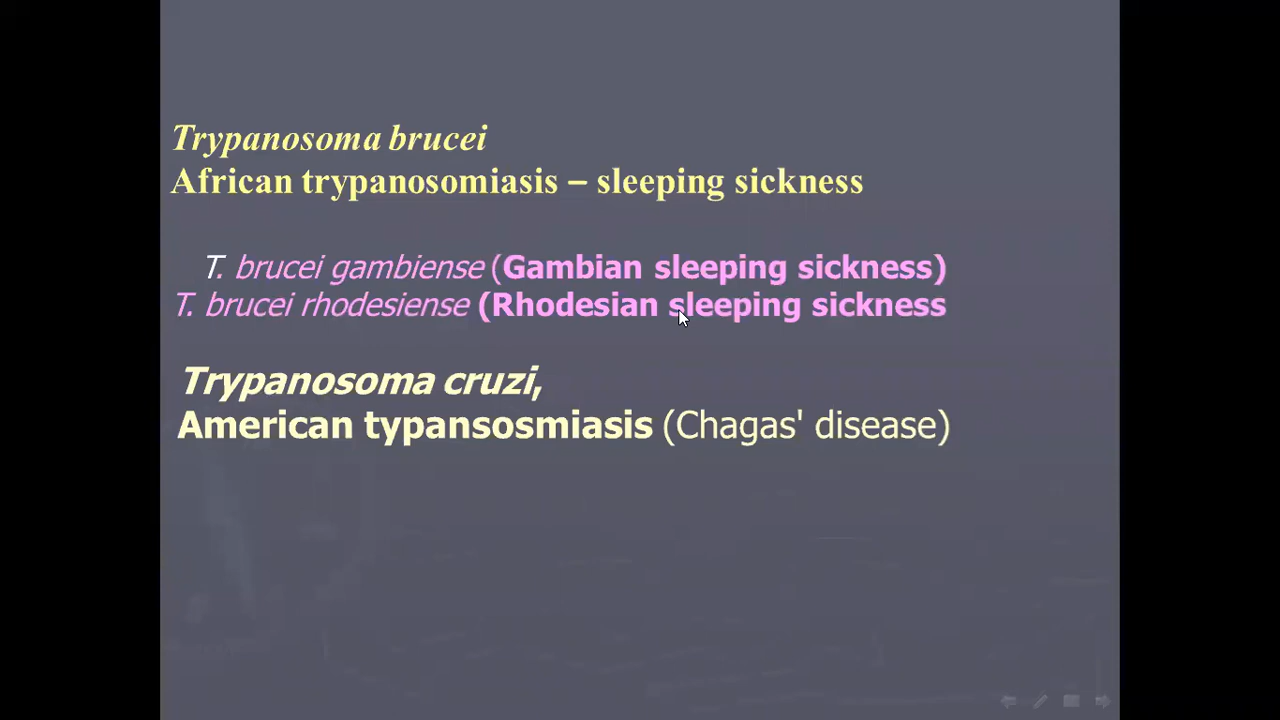 Trypanosoma brucei
African trypanosomiasis – sleeping sickness
T. brucei gambiense (Gambian sleeping sickness)
T. brucei rhodesiense (Rhodesian sleeping sickness
Trypanosoma cruzi,
American typansosmiasis (Chagas' disease)